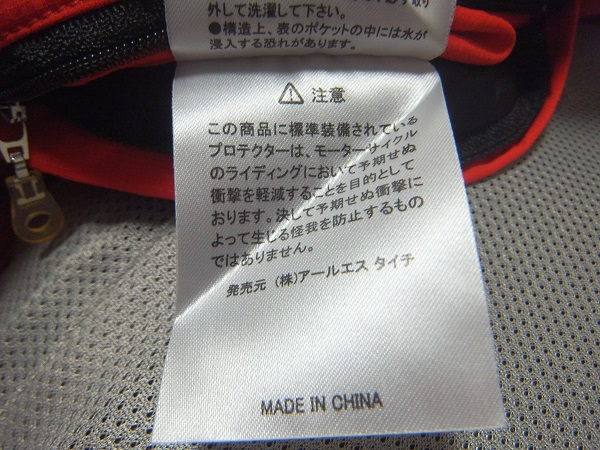 外して洗濯して下さい。
●構造上、表のポケットの中には水が
浸入する恐れがあります。
⚠ 注意
この商品に標準装備されている
プロテクターは、モーターサイクル
のライディングにおいて予期せぬ
衝撃を軽減することを目的として
おります。決して予期せぬ衝撃に
よって生じる怪我を防止するもの
ではありません。
発売元 (株)アールエス タイチ
MADE IN CHINA